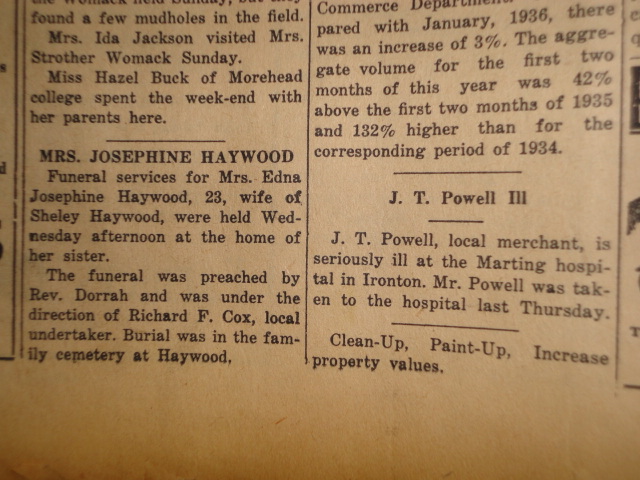 the Womack held Sunday, but they
found a few mudholes in the field.
Mrs. Ida Jackson visited Mrs.
Strother Womack Sunday.
Miss Hazel Buck of Morehead
college spent the week-end with
her parents here.
MRS. JOSEPHINE HAYWOOD
Funeral services for Mrs. Edna
Josephine Haywood, 23, wife of
Sheley Haywood, were held Wed-
nesday afternoon at the home of
her sister.
The funeral was preached by
Rev. Dorrah and was under the
direction of Richard F. Cox, local
undertaker. Burial was in the fam-
ily cemetery at Haywood.
Commerce Department
pared with January, 1936, there
was an increase of 3%. The aggre-
gate volume for the first two
months of this year was 42%
above the first two months of 1935
and 132% higher than for the
corresponding period of 1934.
J. T. Powell Ill
J. T. Powell, local merchant, is
seriously ill at the Marting hospi-
tal in Ironton. Mr. Powell was tak-
en to the hospital last Thursday.
Clean-Up, Paint-Up, Increase
property values.